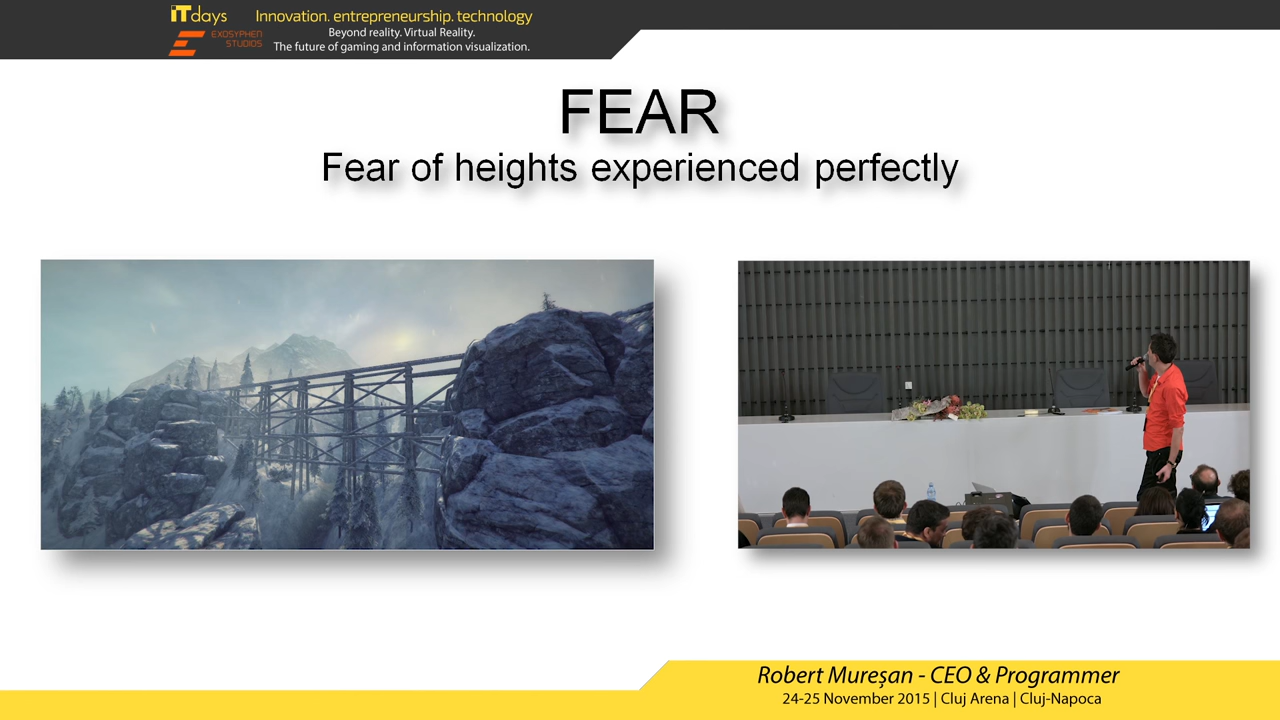 iTdays
Innovation. entrepreneurship. technology
EXOSYPHEN
STUDIOS
Beyond reality. Virtual Reality.
The future of gaming and information visualization.
FEAR
Fear of heights experienced perfectly
Robert Mureșan - CEO & Programmer
24-25 November 2015 | Cluj Arena | Cluj-Napoca